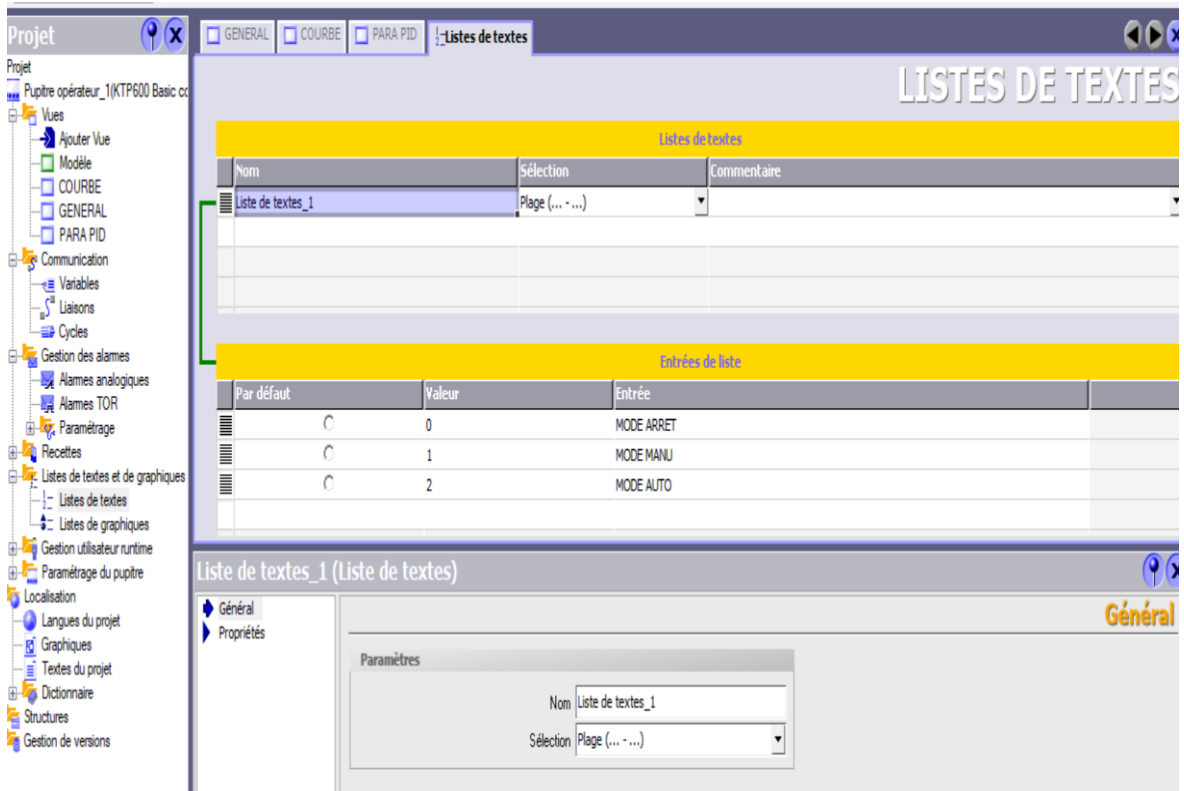 Projet
GENERAL COURBE PARA PID Listes de textes
Projet
Pupitre opérateur_1(KTP600 Basic co
Vues
Ajouter Vue
Modèle
COURBE
GENERAL
PARA PID
Communication
Variables
Liaisons
Cycles
Gestion des alarmes
Alarmes analogiques
Alarmes TOR
Paramétrage
Recettes
Listes de textes et de graphiques
Listes de textes
Listes de graphiques
Gestion utilisateur runtime
Paramétrage du pupitre
Localisation
Langues du projet
Graphiques
Textes du projet
Dictionnaire
Structures
Gestion de versions
LISTES DE TEXTES
Listes de textes
Nom Sélection Commentaire
Liste de textes_1 Plage (... - ...)
Entrées de liste
Par défaut Valeur Entrée
0 MODE ARRET
1 MODE MANU
2 MODE AUTO
Liste de textes_1 (Liste de textes)
Général
Propriétés
Général
Paramètres
Nom Liste de textes_1
Sélection Plage (... - ...)